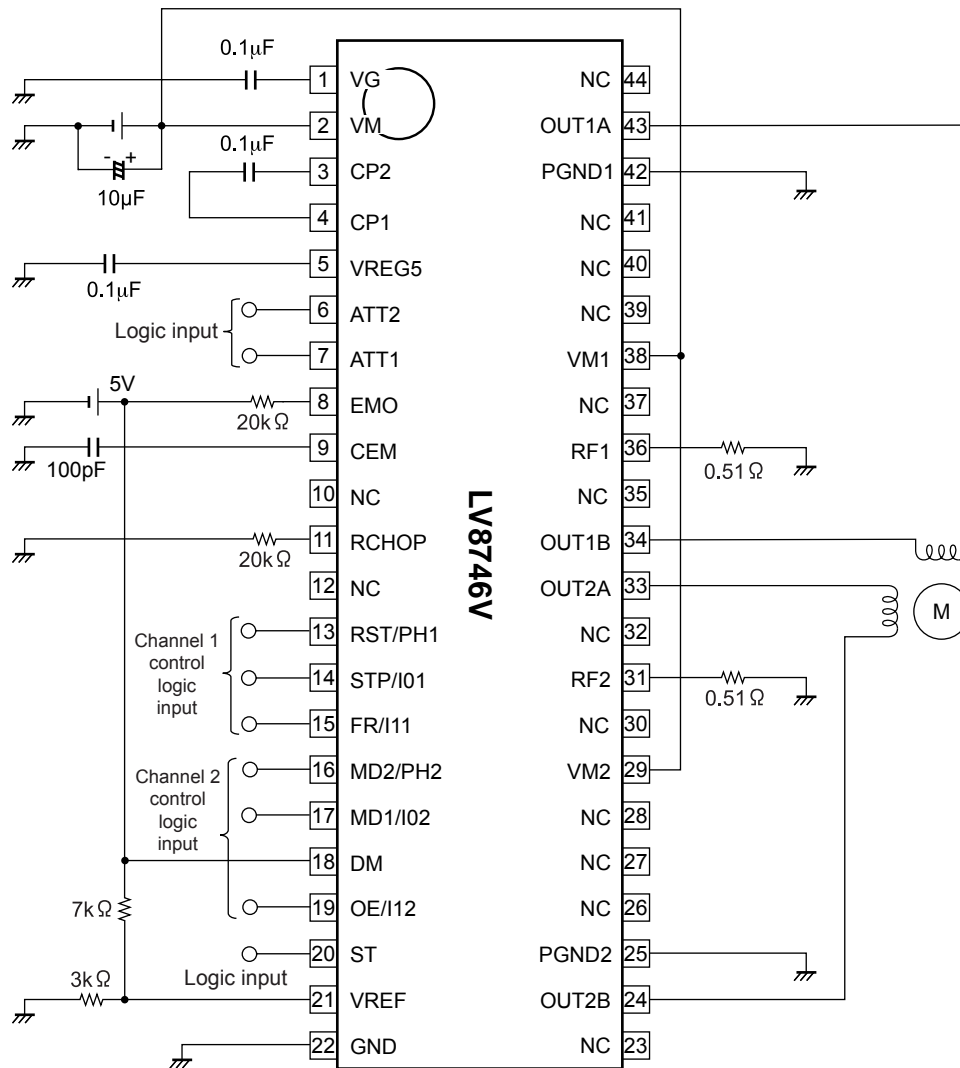 0.1μF
1 VG
NC 44
2 VM
OUT1A 43
- +
10μF
0.1μF
3 CP2
PGND1 42
4 CP1
NC 41
5 VREG5
NC 40
0.1μF
6 ATT2
NC 39
Logic input
7 ATT1
VM1 38
5V
8 EMO
NC 37
20kΩ
9 CEM
RF1 36
100pF
0.51Ω
10 NC
NC 35
LV8746V
11 RCHOP
OUT1B 34
20kΩ
12 NC
OUT2A 33
M
Channel 1
control
logic
input
13 RST/PH1
NC 32
14 STP/I01
RF2 31
0.51Ω
15 FR/I11
NC 30
Channel 2
control
logic
input
16 MD2/PH2
VM2 29
17 MD1/I02
NC 28
18 DM
NC 27
7kΩ
19 OE/I12
NC 26
20 ST
PGND2 25
Logic input
3kΩ
21 VREF
OUT2B 24
22 GND
NC 23